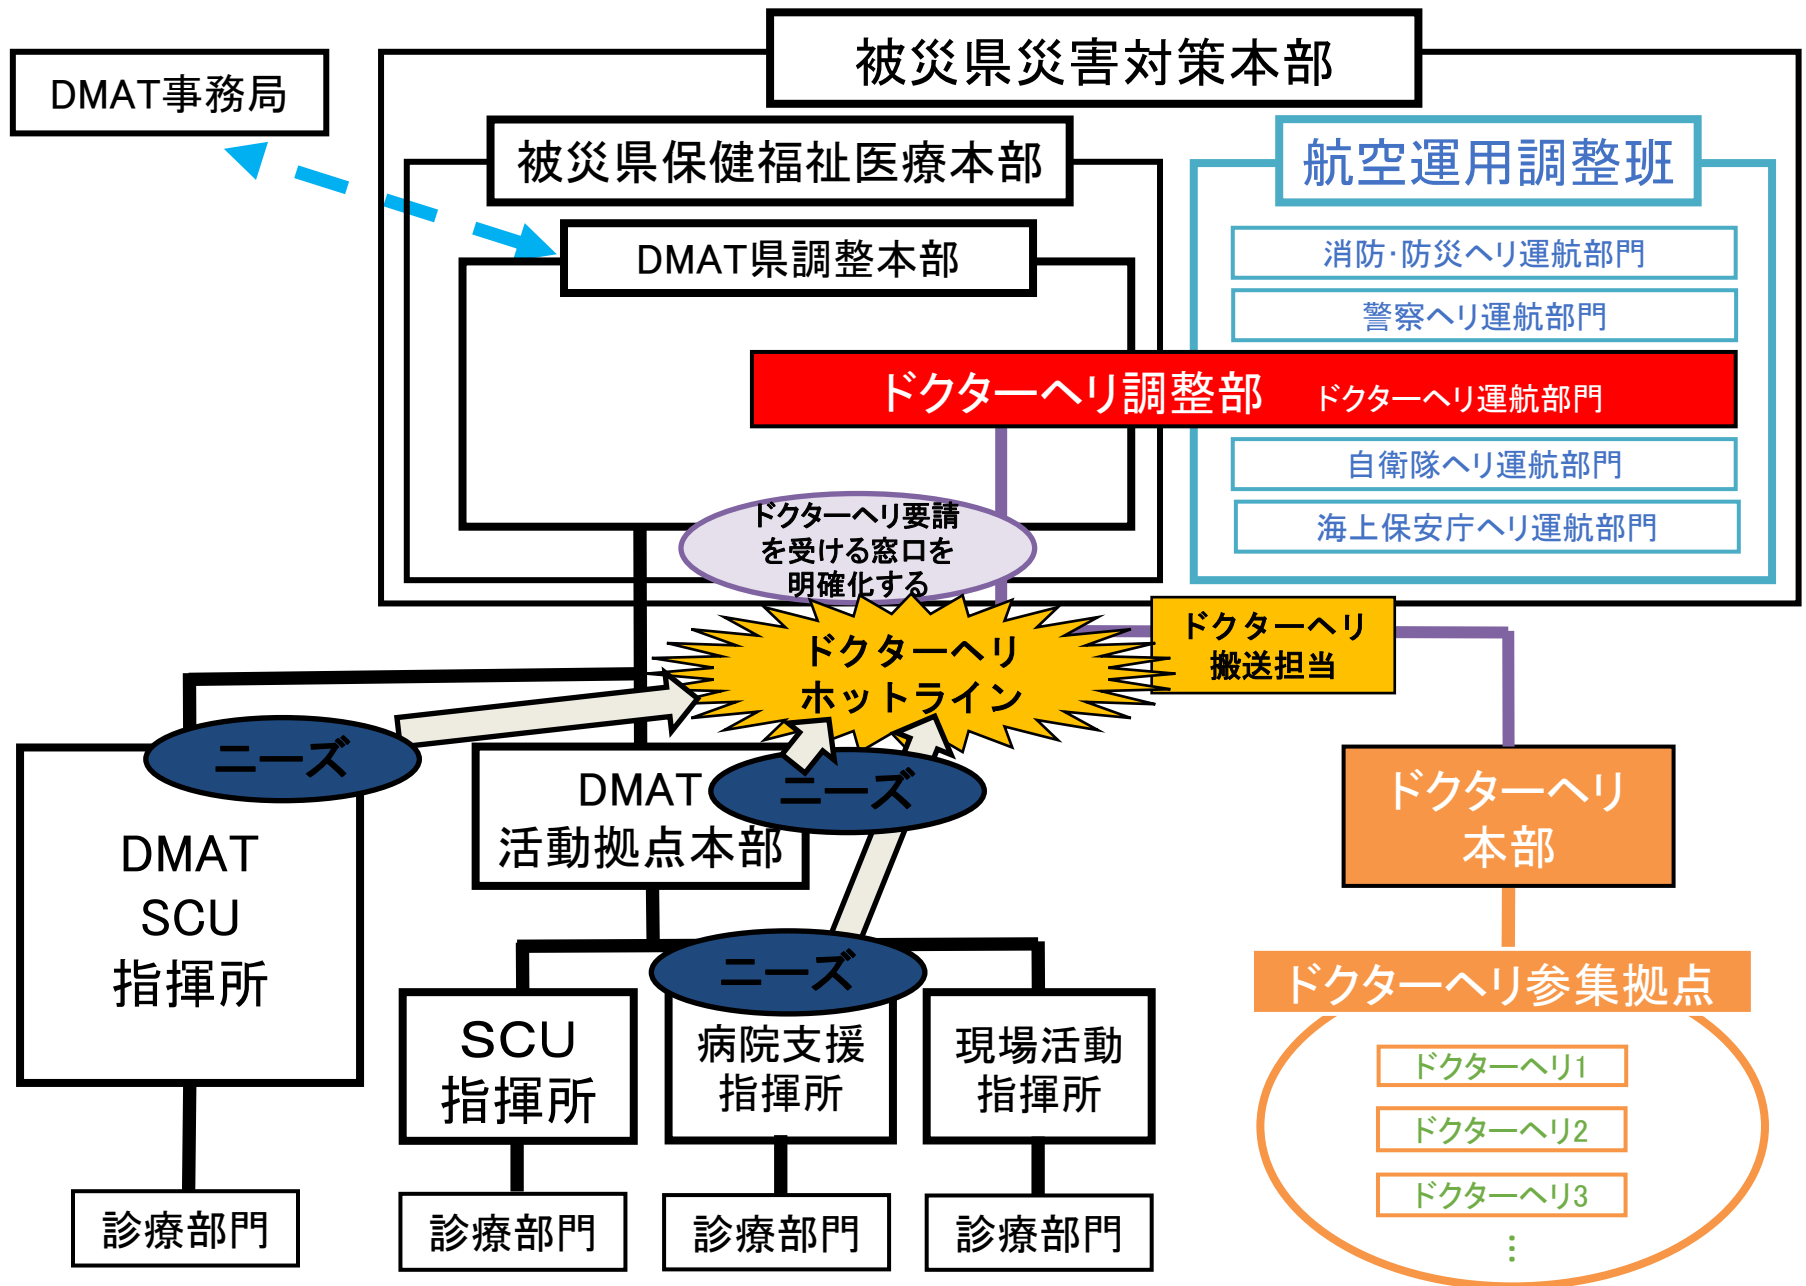 被災県災害対策本部
DMAT事務局
被災県保健福祉医療本部
航空運用調整班
DMAT県調整本部
消防・防災ヘリ運航部門
警察ヘリ運航部門
ドクターヘリ調整部 ドクターヘリ運航部門
自衛隊ヘリ運航部門
海上保安庁ヘリ運航部門
ドクターヘリ要請
を受ける窓口を
明確化する
ドクターヘリ
ホットライン
ドクターヘリ
搬送担当
ニーズ
ニーズ
ニーズ
DMAT
SCU
指揮所
DMAT
活動拠点本部
ドクターヘリ
本部
SCU
指揮所
病院支援
指揮所
現場活動
指揮所
ドクターヘリ参集拠点
ドクターヘリ1
ドクターヘリ2
ドクターヘリ3
…
診療部門
診療部門
診療部門
診療部門